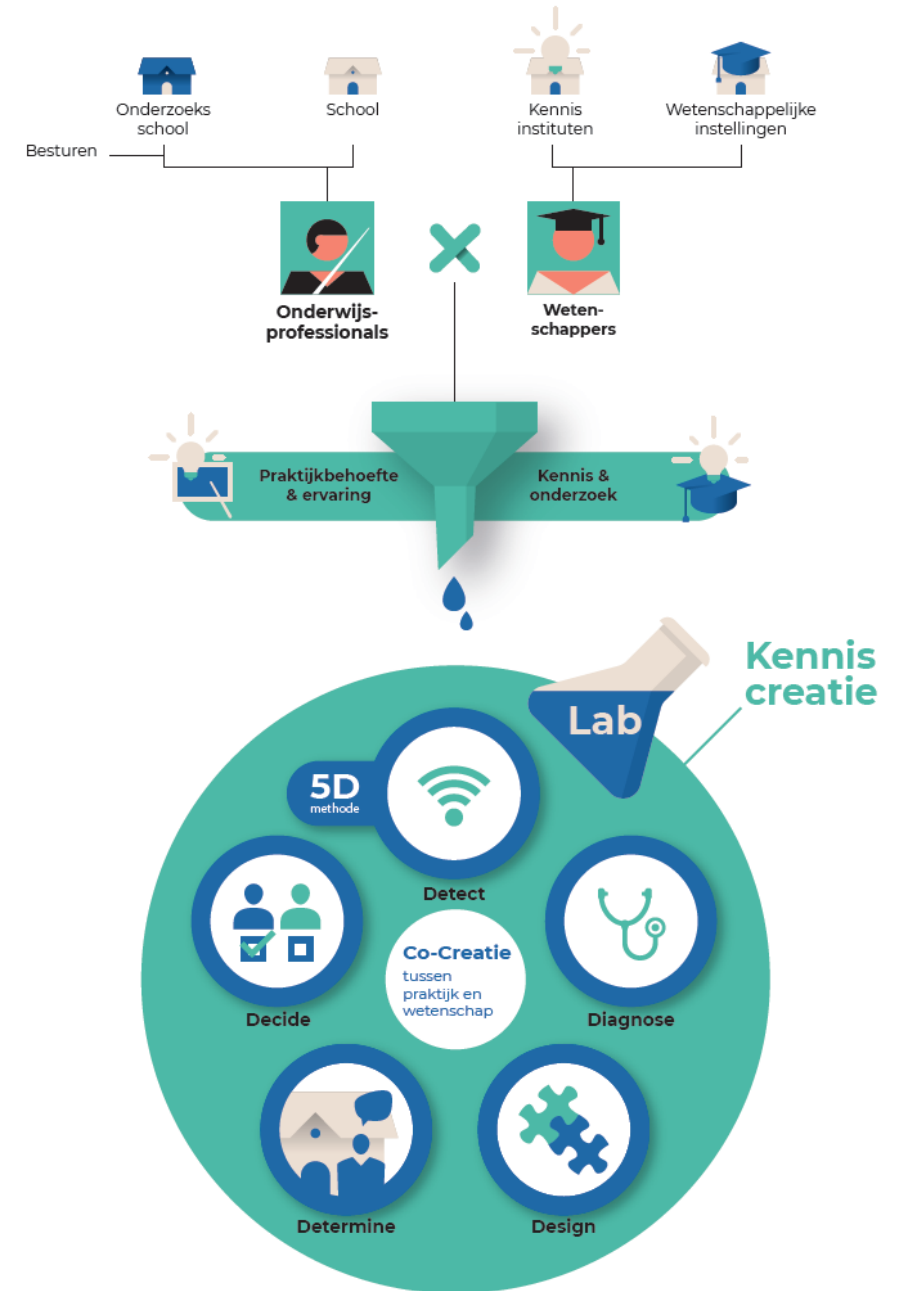 Onderzoeks
school
School
Kennis
instituten
Wetenschappelijke
instellingen
Besturen
Onderwijs-
professionals
Weten-
schappers
Praktijkbehoefte
& ervaring
Kennis &
onderzoek
Kennis
creatie
Lab
5D
methode
Detect
Decide
Co-Creatie
tussen
praktijk en
wetenschap
Diagnose
Determine
Design